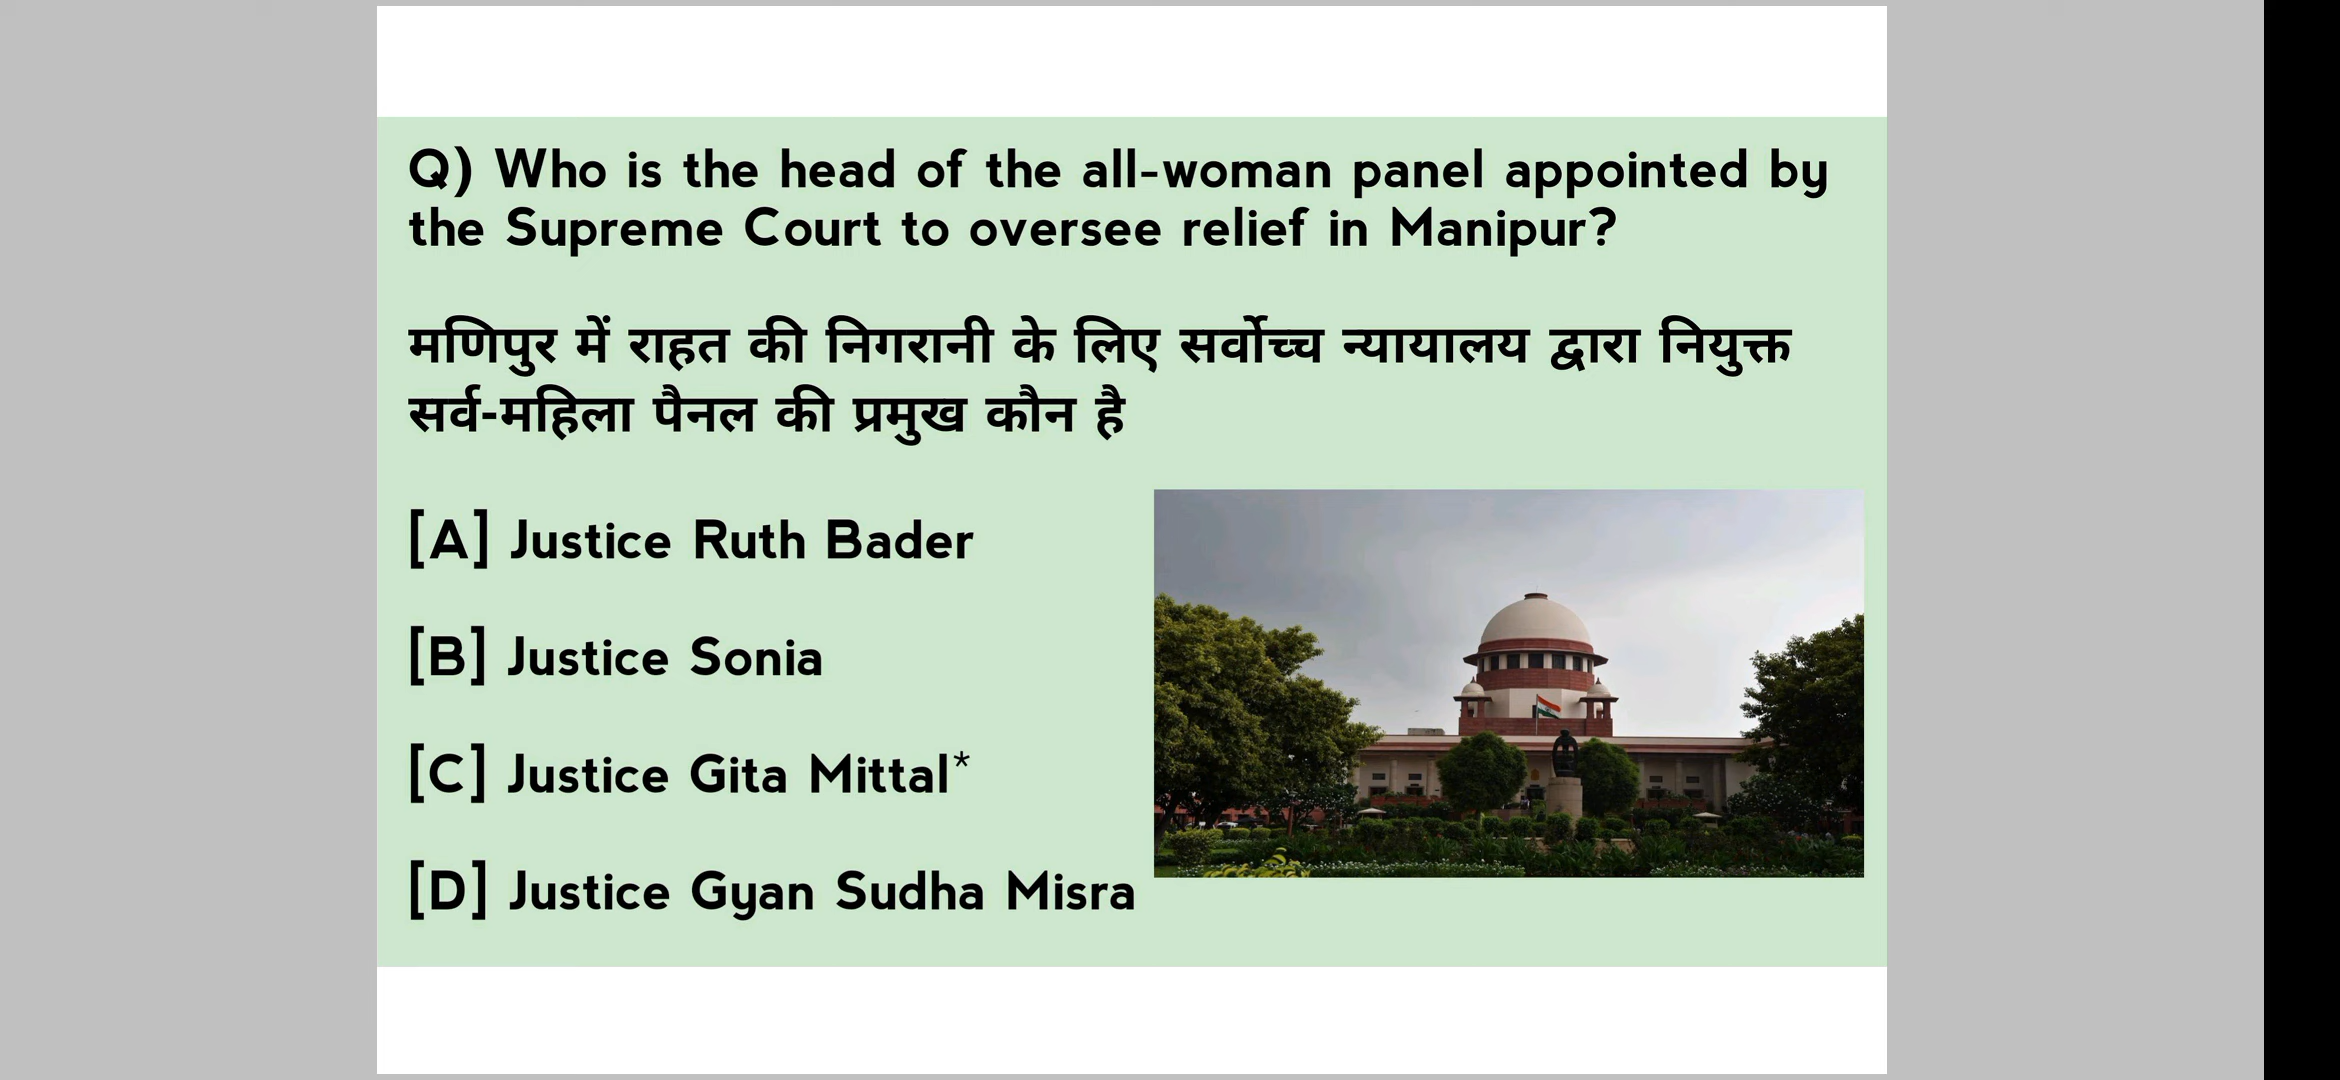 Q) Who is the head of the all-woman panel appointed by
the Supreme Court to oversee relief in Manipur?
मणिपुर में राहत की निगरानी के लिए सर्वोच्च न्यायालय द्वारा नियुक्त
सर्व-महिला पैनल की प्रमुख कौन है
[A] Justice Ruth Bader
[B] Justice Sonia
[C] Justice Gita Mittal*
[D] Justice Gyan Sudha Misra